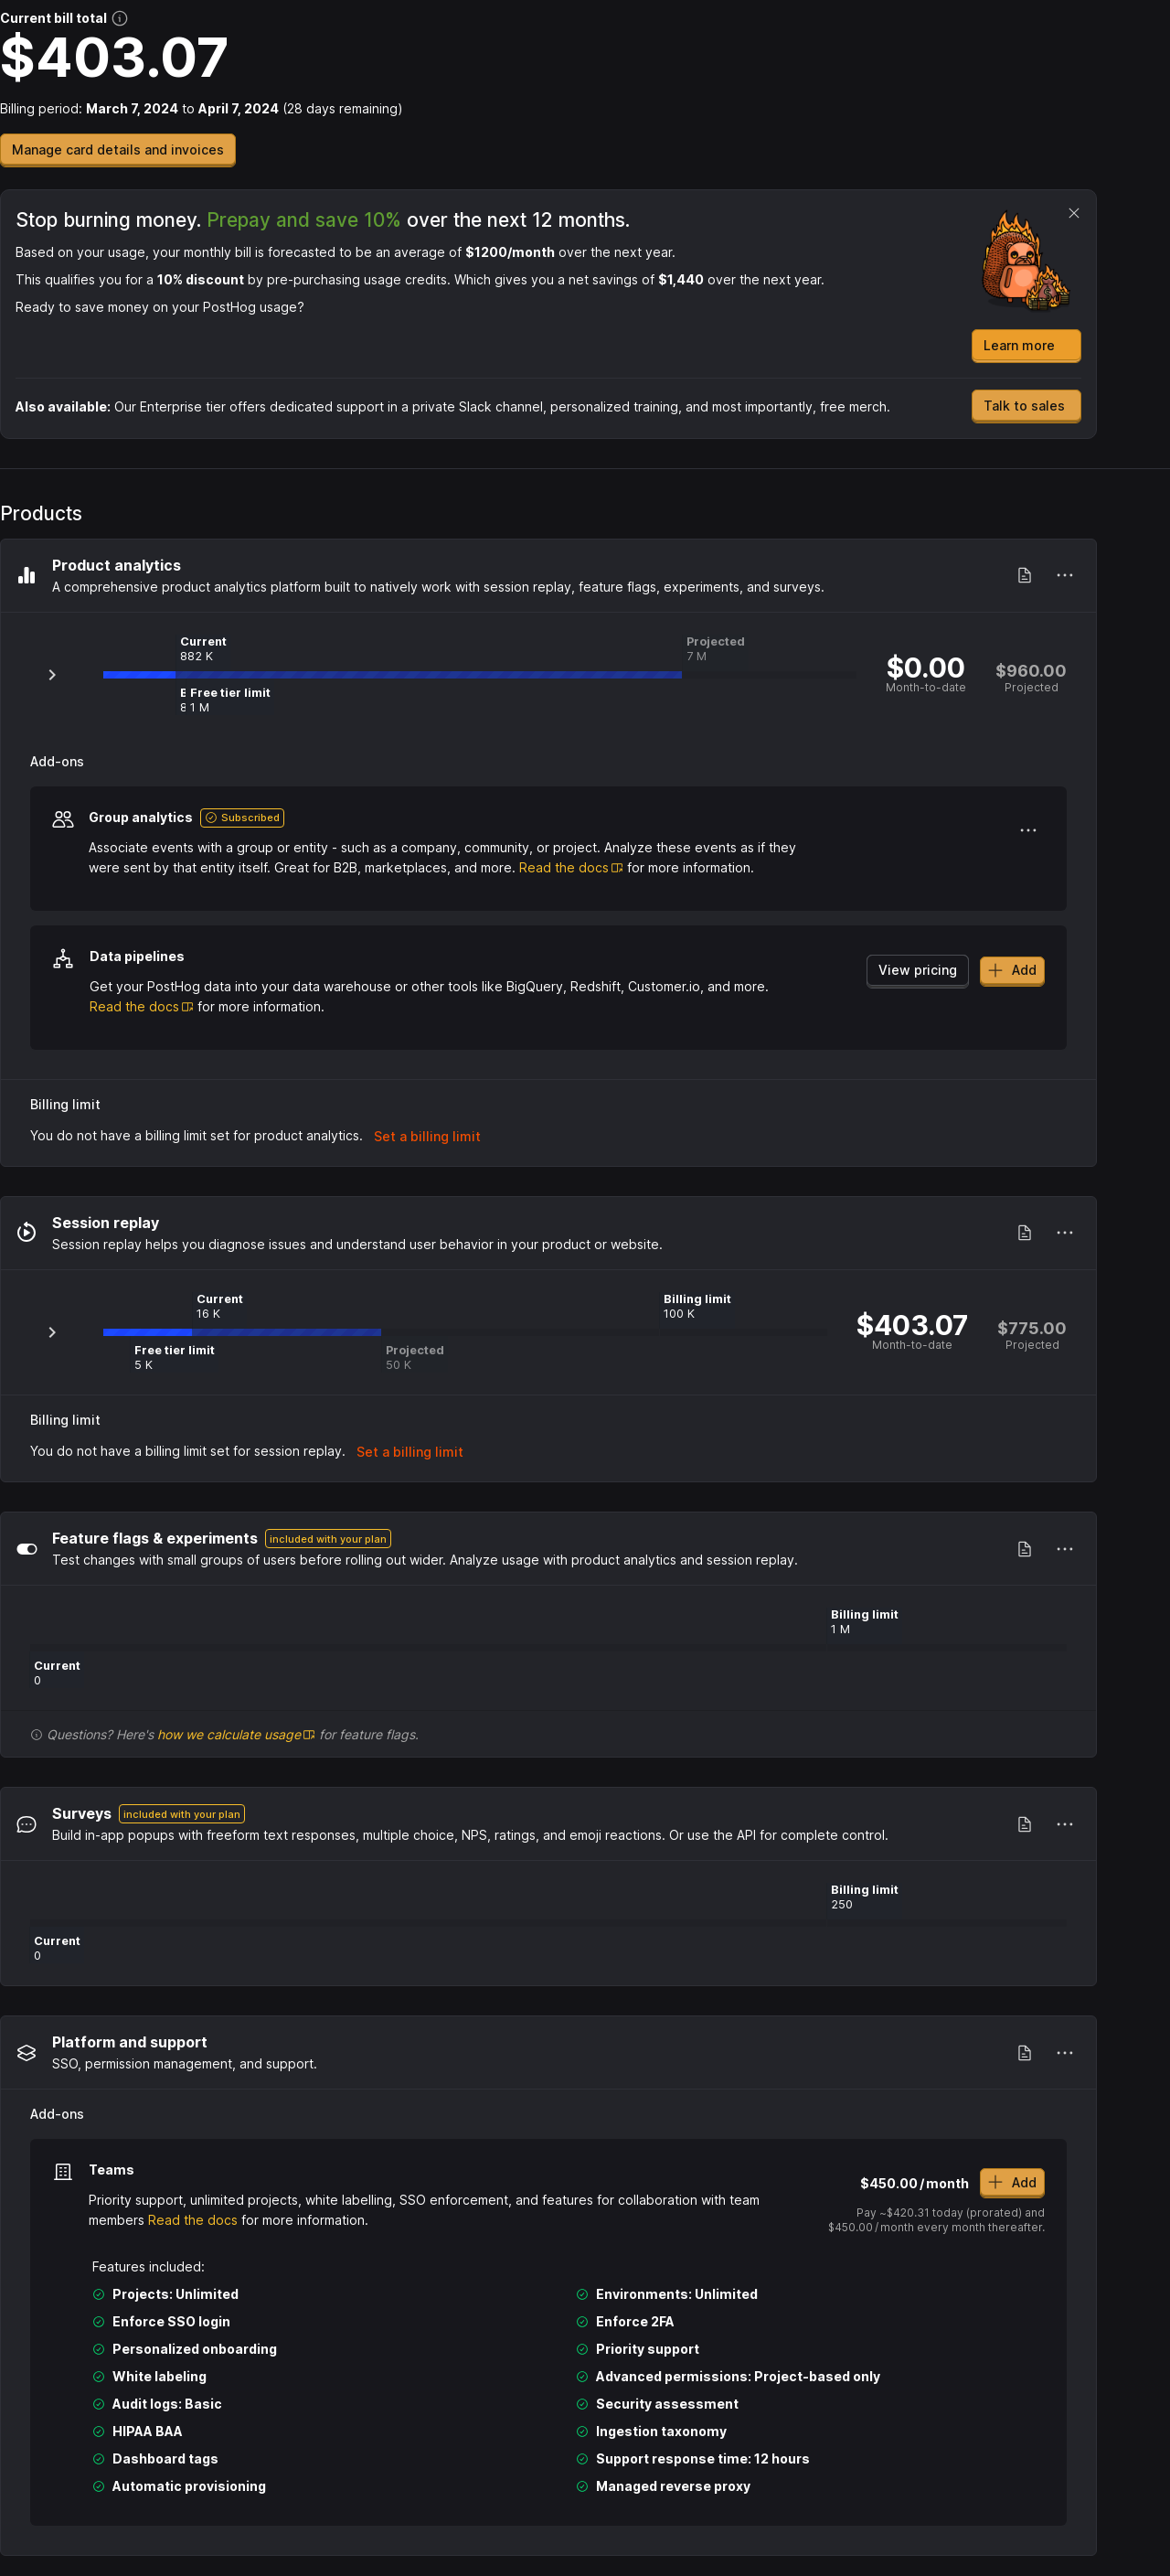 Current bill total
$403.07
Billing period: March 7, 2024 to April 7, 2024 (28 days remaining)
Manage card details and invoices
Stop burning money. Prepay and save 10% over the next 12 months.
Based on your usage, your monthly bill is forecasted to be an average of $1200/month over the next year.
This qualifies you for a 10% discount by pre-purchasing usage credits. Which gives you a net savings of $1,440 over the next year.
Ready to save money on your PostHog usage?
Learn more
Also available: Our Enterprise tier offers dedicated support in a private Slack channel, personalized training, and most importantly, free merch.
Talk to sales
Products
Product analytics
A comprehensive product analytics platform built to natively work with session replay, feature flags, experiments, and surveys.
Current
882 K
Projected
7 M
Free tier limit
1 M
$0.00
Month-to-date
$960.00
Projected
Add-ons
Group analytics Subscribed
Associate events with a group or entity - such as a company, community, or project. Analyze these events as if they
were sent by that entity itself. Great for B2B, marketplaces, and more. Read the docs for more information.
Data pipelines
Get your PostHog data into your data warehouse or other tools like BigQuery, Redshift, Customer.io, and more.
Read the docs for more information.
View pricing
Add
Billing limit
You do not have a billing limit set for product analytics. Set a billing limit
Session replay
Session replay helps you diagnose issues and understand user behavior in your product or website.
Current
16 K
Billing limit
100 K
Free tier limit
5 K
Projected
50 K
$403.07
Month-to-date
$775.00
Projected
Billing limit
You do not have a billing limit set for session replay. Set a billing limit
Feature flags & experiments included with your plan
Test changes with small groups of users before rolling out wider. Analyze usage with product analytics and session replay.
Billing limit
1 M
Current
0
Questions? Here's how we calculate usage for feature flags.
Surveys included with your plan
Build in-app popups with freeform text responses, multiple choice, NPS, ratings, and emoji reactions. Or use the API for complete control.
Billing limit
250
Current
0
Platform and support
SSO, permission management, and support.
Add-ons
Teams
Priority support, unlimited projects, white labeling, SSO enforcement, and features for collaboration with team
members Read the docs for more information.
$450.00/month
Add
Pay ~$420.31 today (prorated) and
$450.00/month every month thereafter.
Features included:
Projects: Unlimited
Environments: Unlimited
Enforce SSO login
Enforce 2FA
Personalized onboarding
Priority support
White labeling
Advanced permissions: Project-based only
Audit logs: Basic
Security assessment
HIPAA BAA
Ingestion taxonomy
Dashboard tags
Support response time: 12 hours
Automatic provisioning
Managed reverse proxy